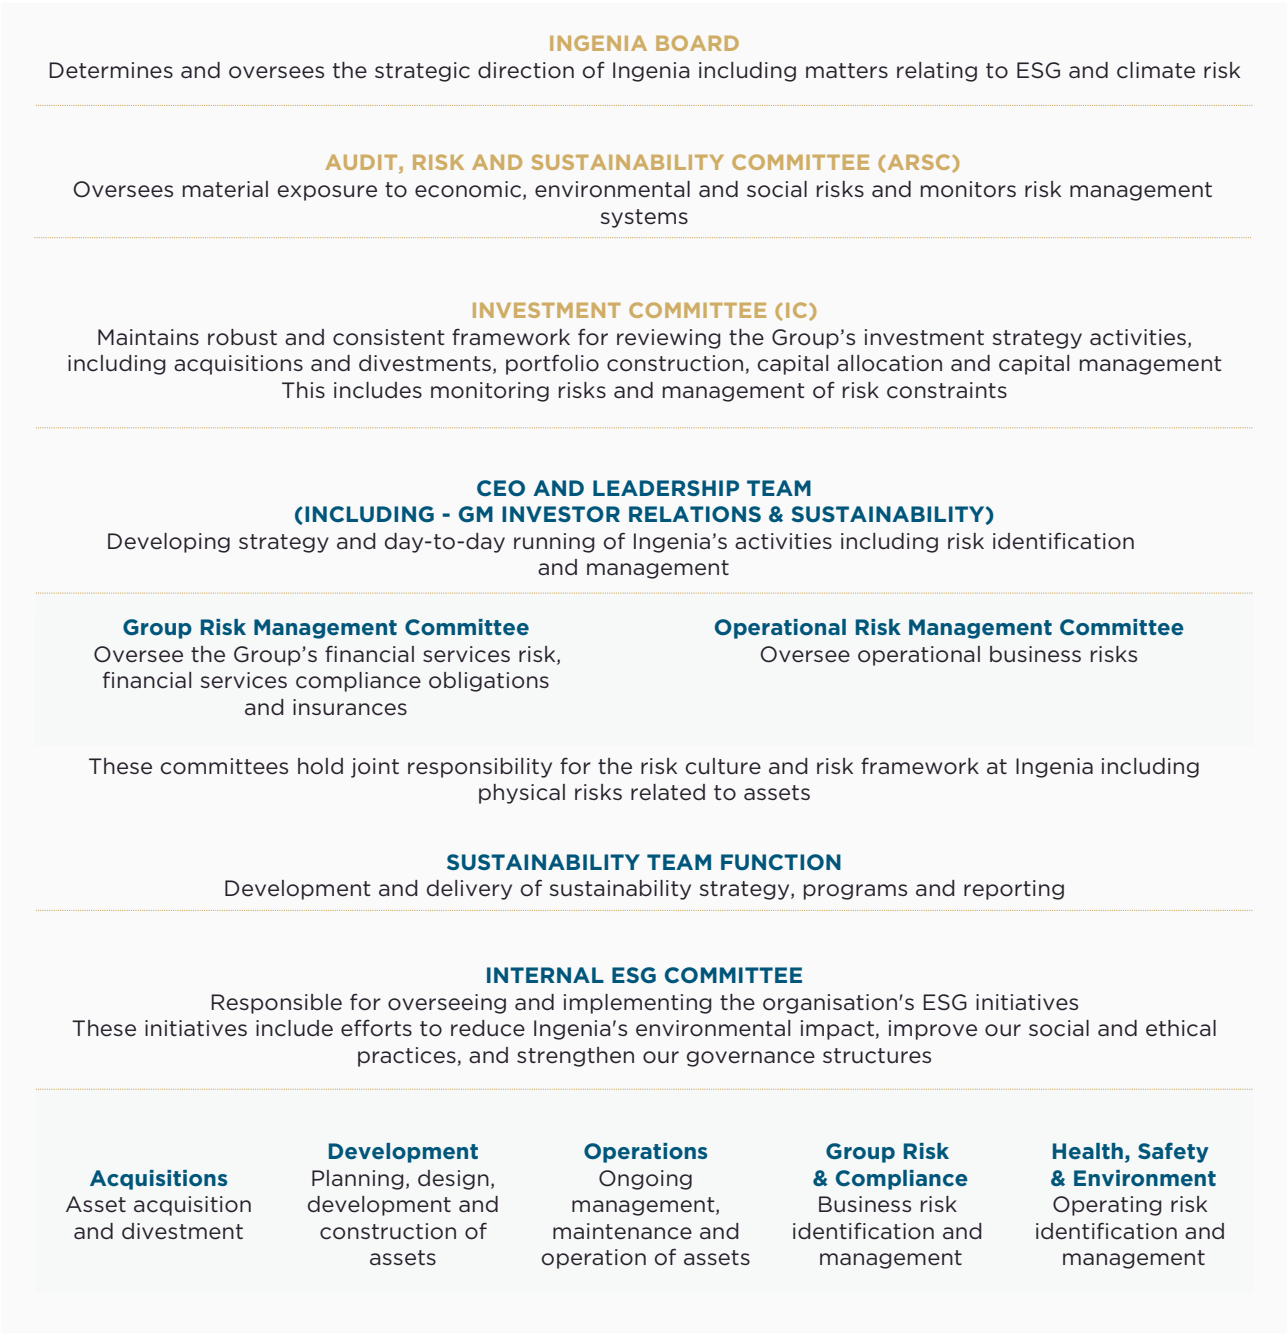 INGENIA BOARD
Determines and oversees the strategic direction of Ingenia including matters relating to ESG and climate risk
AUDIT, RISK AND SUSTAINABILITY COMMITTEE (ARSC)
Oversees material exposure to economic, environmental and social risks and monitors risk management
systems
INVESTMENT COMMITTEE (IC)
Maintains robust and consistent framework for reviewing the Group’s investment strategy activities,
including acquisitions and divestments, portfolio construction, capital allocation and capital management
This includes monitoring risks and management of risk constraints
CEO AND LEADERSHIP TEAM
(INCLUDING - GM INVESTOR RELATIONS & SUSTAINABILITY)
Developing strategy and day-to-day running of Ingenia’s activities including risk identification
and management
Group Risk Management Committee
Oversee the Group’s financial services risk,
financial services compliance obligations
and insurances
Operational Risk Management Committee
Oversee operational business risks
These committees hold joint responsibility for the risk culture and risk framework at Ingenia including
physical risks related to assets
SUSTAINABILITY TEAM FUNCTION
Development and delivery of sustainability strategy, programs and reporting
INTERNAL ESG COMMITTEE
Responsible for overseeing and implementing the organisation's ESG initiatives
These initiatives include efforts to reduce Ingenia's environmental impact, improve our social and ethical
practices, and strengthen our governance structures
Acquisitions
Asset acquisition
and divestment
Development
Planning, design,
development and
construction of
assets
Operations
Ongoing
management,
maintenance and
operation of assets
Group Risk
& Compliance
Business risk
identification and
management
Health, Safety
& Environment
Operating risk
identification and
management